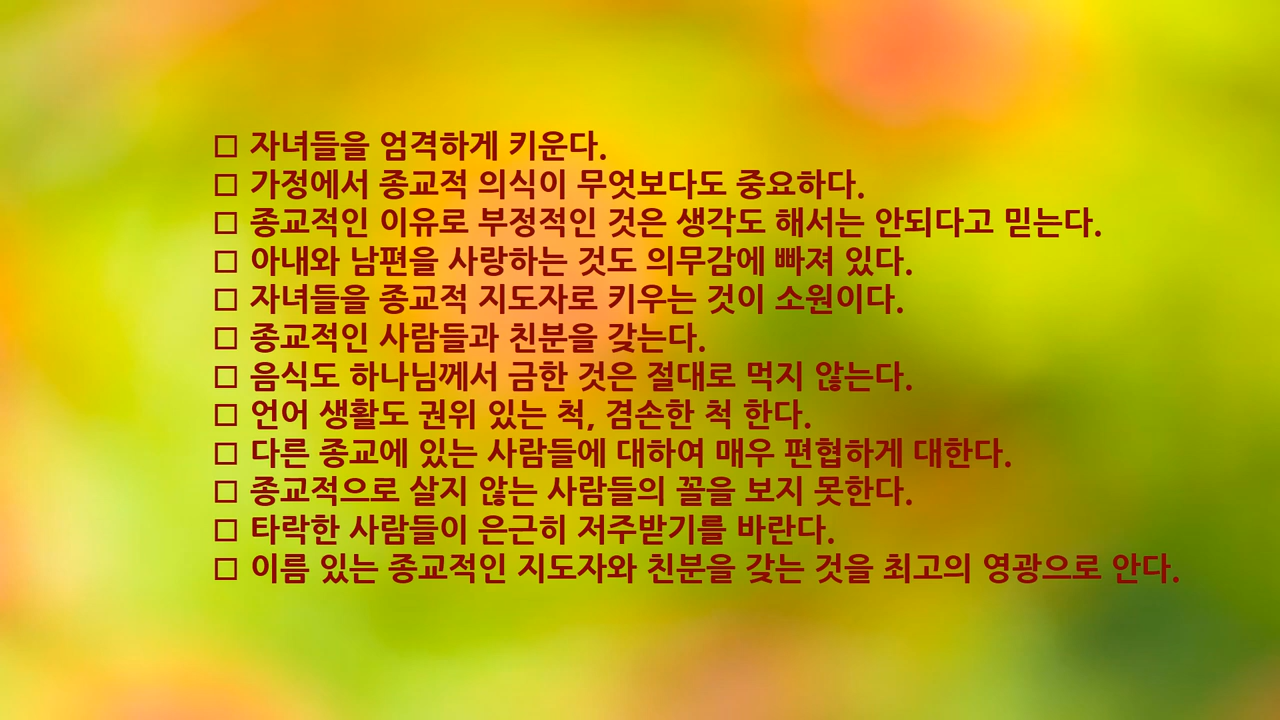 □ 자녀들을 엄격하게 키운다.
□ 가정에서 종교적 의식이 무엇보다도 중요하다.
□ 종교적인 이유로 부정적인 것은 생각도 해서는 안되다고 믿는다.
□ 아내와 남편을 사랑하는 것도 의무감에 빠져 있다.
□ 자녀들을 종교적 지도자로 키우는 것이 소원이다.
□ 종교적인 사람들과 친분을 갖는다.
□ 음식도 하나님께서 금한 것은 절대로 먹지 않는다.
□ 언어 생활도 권위 있는 척, 겸손한 척 한다.
□ 다른 종교에 있는 사람들에 대하여 매우 편협하게 대한다.
□ 종교적으로 살지 않는 사람들의 꼴을 보지 못한다.
□ 타락한 사람들이 은근히 저주받기를 바란다.
□ 이름 있는 종교적인 지도자와 친분을 갖는 것을 최고의 영광으로 안다.